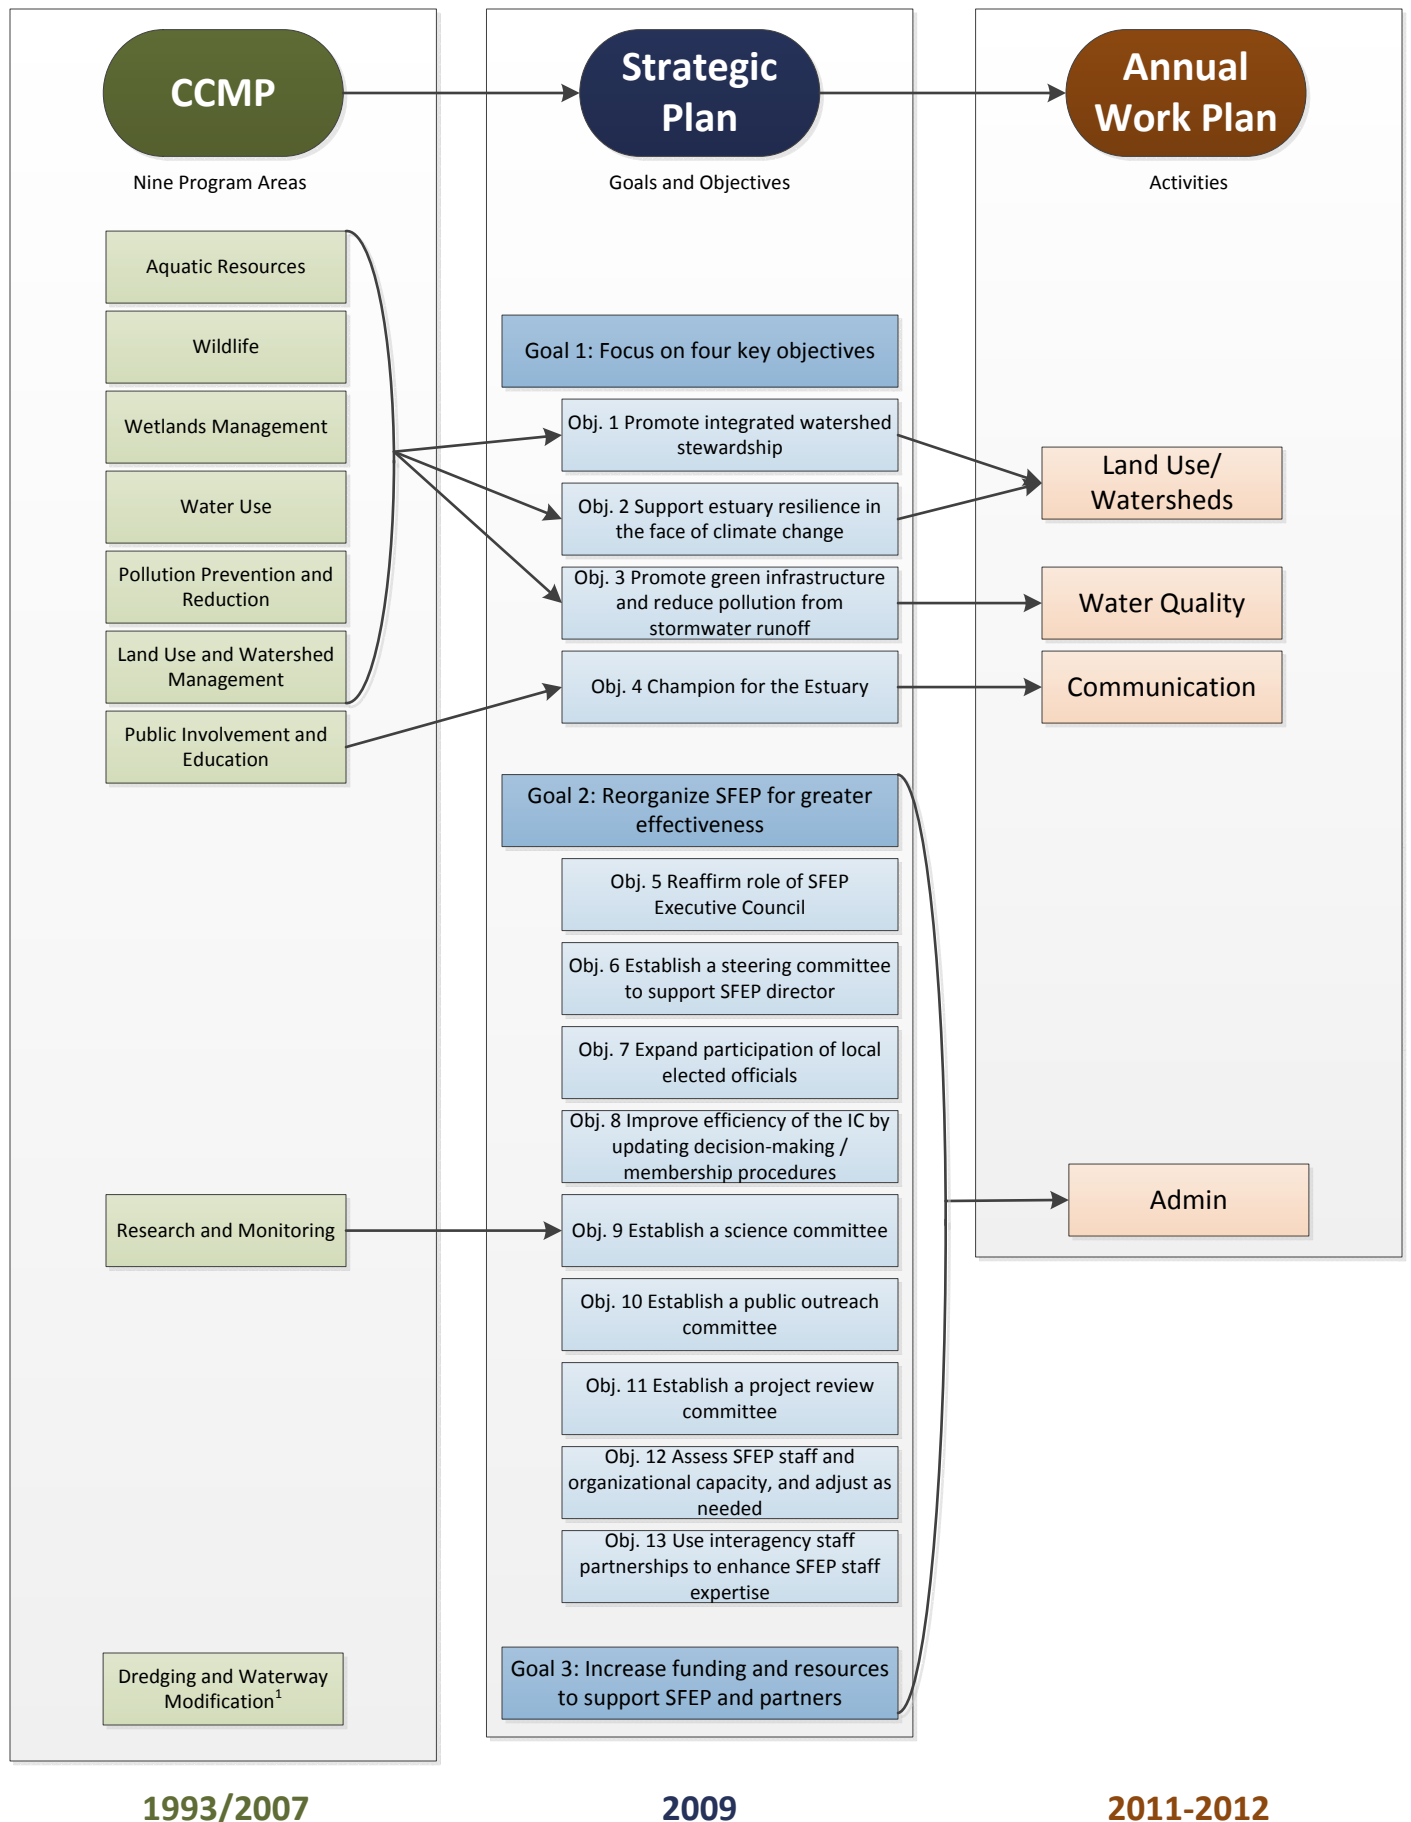 CCMP
Nine Program Areas
Aquatic Resources
Wildlife
Wetlands Management
Water Use
Pollution Prevention and
Reduction
Land Use and Watershed
Management
Public Involvement and
Education
Research and Monitoring
Dredging and Waterway
Modification1
1993/2007
Strategic
Plan
Goals and Objectives
Goal 1: Focus on four key objectives
Obj. 1 Promote integrated watershed
stewardship
Obj. 2 Support estuary resilience in
the face of climate change
Obj. 3 Promote green infrastructure
and reduce pollution from
stormwater runoff
Obj. 4 Champion for the Estuary
Goal 2: Reorganize SFEP for greater
effectiveness
Obj. 5 Reaffirm role of SFEP
Executive Council
Obj. 6 Establish a steering committee
to support SFEP director
Obj. 7 Expand participation of local
elected officials
Obj. 8 Improve efficiency of the IC by
updating decision-making /
membership procedures
Obj. 9 Establish a science committee
Obj. 10 Establish a public outreach
committee
Obj. 11 Establish a project review
committee
Obj. 12 Assess SFEP staff and
organizational capacity, and adjust as
needed
Obj. 13 Use interagency staff
partnerships to enhance SFEP staff
expertise
Goal 3: Increase funding and resources
to support SFEP and partners
2009
Annual
Work Plan
Activities
Land Use/
Watersheds
Water Quality
Communication
Admin
2011-2012